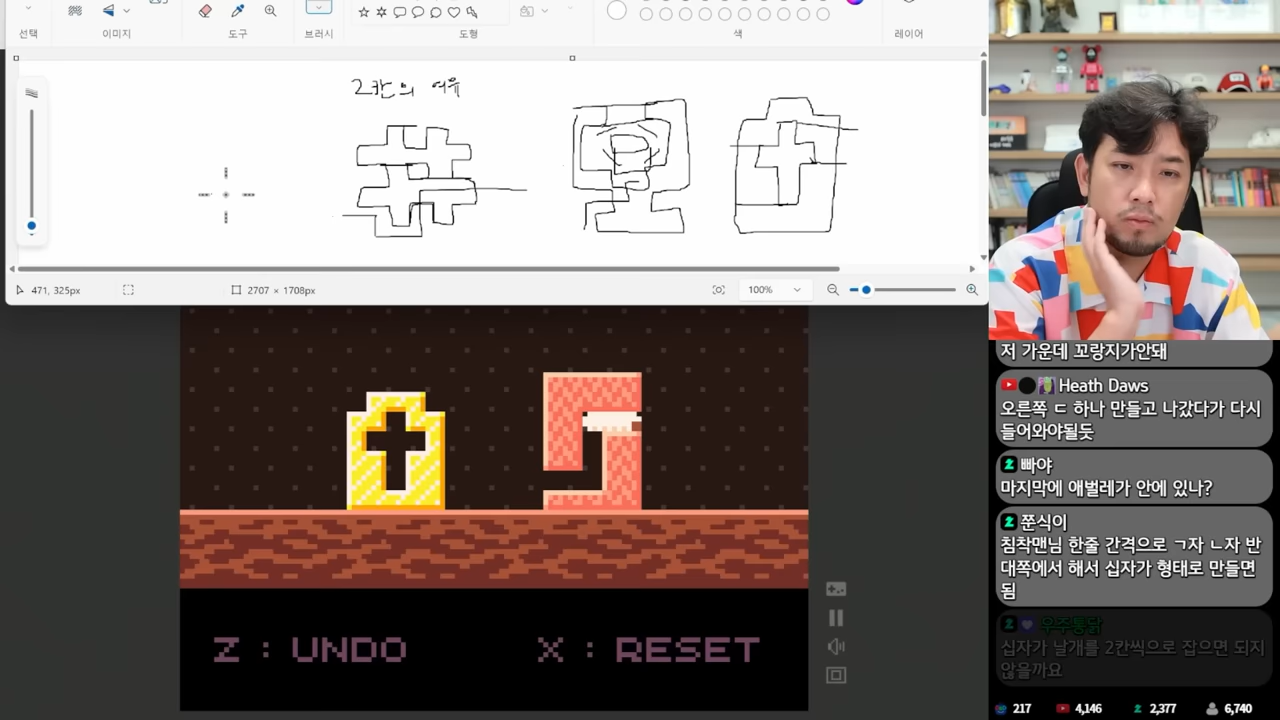 선택
이미지
도구
브러시
도형
색
레이어
2칸의 여유
471, 325px
2707 × 1708px
100%
Z : UNDO
X : RESET
저 가운데 꼬랑지가안돼
Heath Daws
오른쪽 ㄷ 하나 만들고 나갔다가 다시
들어와야될듯
빠야
마지막에 애벌레가 안에 있나?
쭌식이
침착맨님 한줄 간격으로 ㄱ자 ㄴ자 반
대쪽에서 해서 십자가 형태로 만들면
됨
우주통닭
십자가 날개를 2칸씩으로 잡으면 되지
않을까요
217
4,146
2,377
6,740